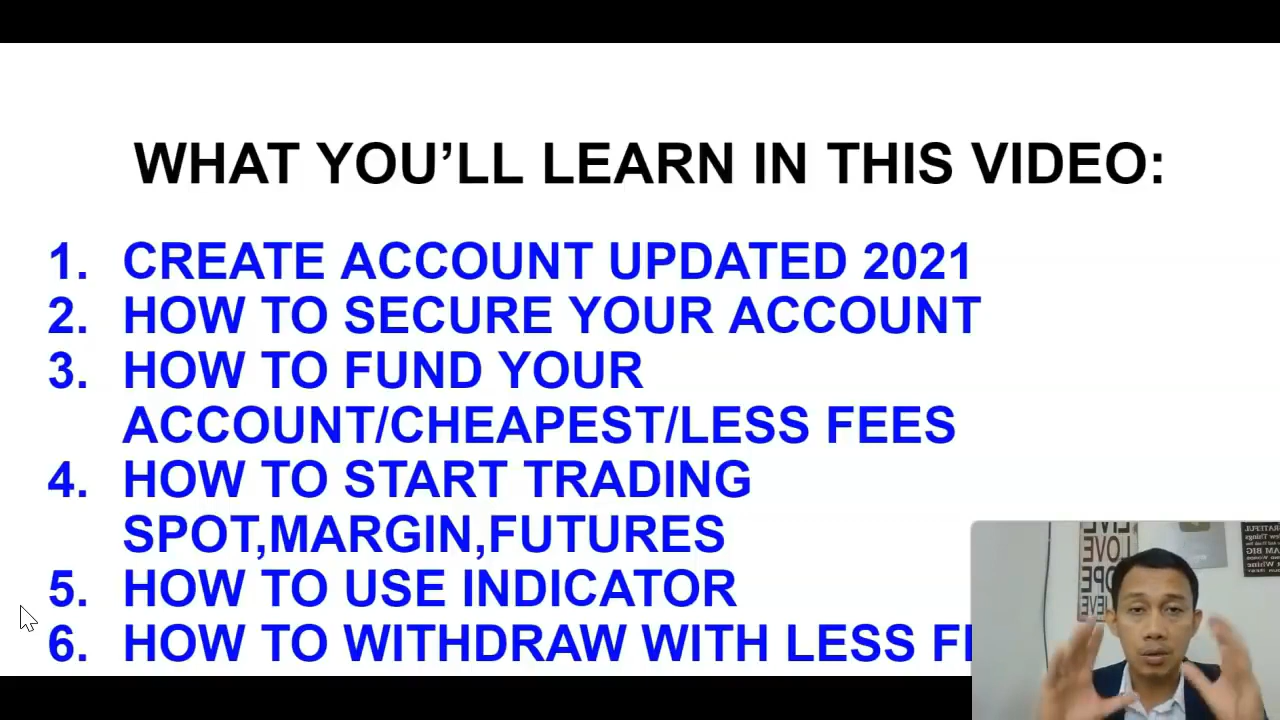 WHAT YOU’LL LEARN IN THIS VIDEO:
1. CREATE ACCOUNT UPDATED 2021
2. HOW TO SECURE YOUR ACCOUNT
3. HOW TO FUND YOUR
ACCOUNT/CHEAPEST/LESS FEES
4. HOW TO START TRADING
SPOT,MARGIN,FUTURES
5. HOW TO USE INDICATOR
6. HOW TO WITHDRAW WITH LESS
LIVE
LOVE